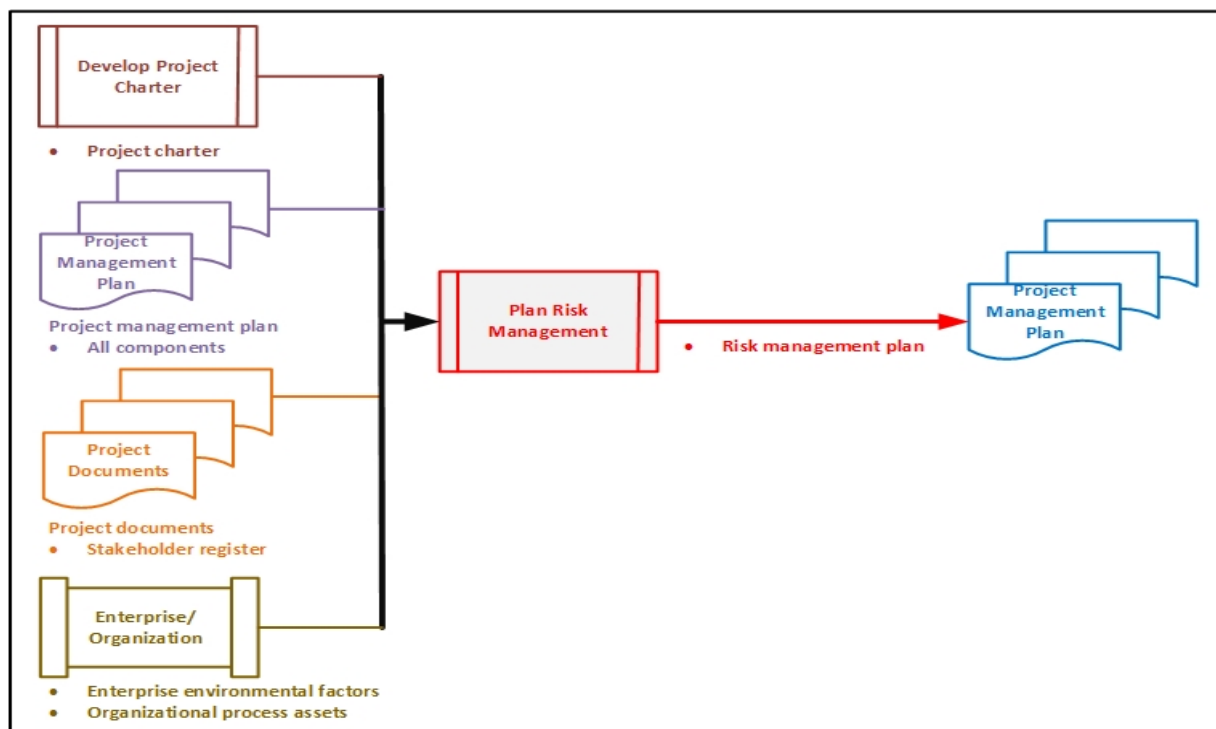 Develop Project
Charter
• Project charter
Project
Management
Plan
Project management plan
• All components
Project
Documents
Project documents
• Stakeholder register
Enterprise/
Organization
• Enterprise environmental factors
• Organizational process assets
Plan Risk
Management
• Risk management plan
Project
Management
Plan